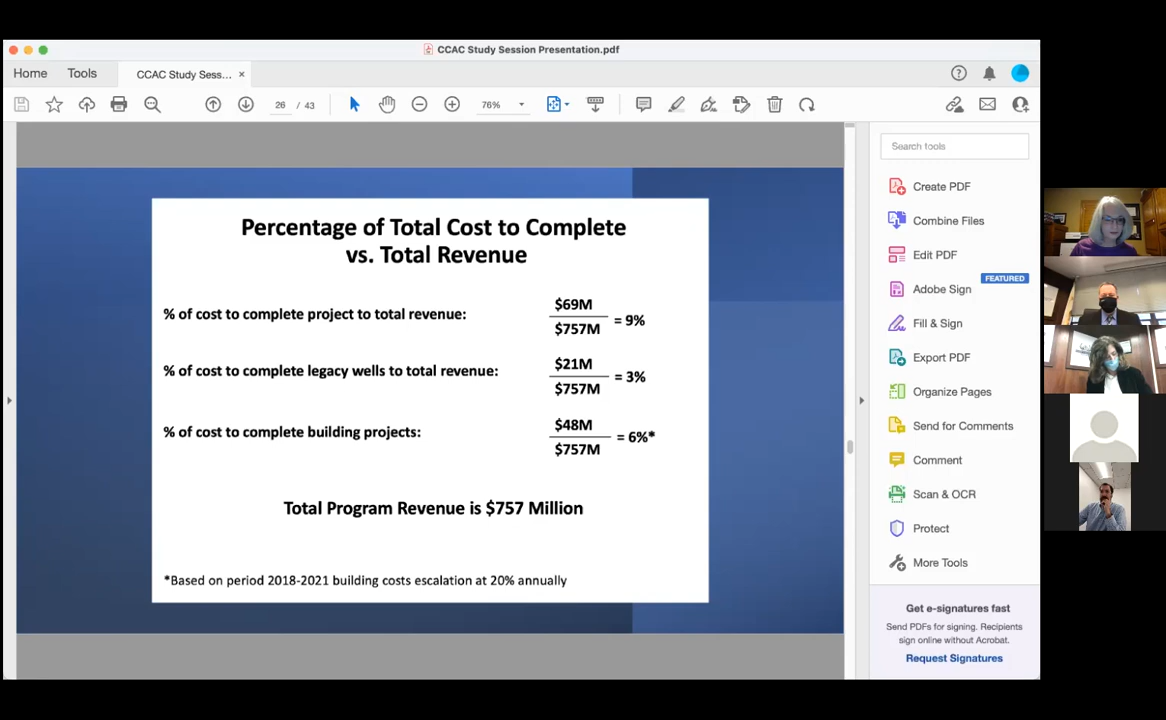 CCAC Study Session Presentation.pdf
Home Tools CCAC Study Sess... ×
26 / 43 76%
Percentage of Total Cost to Complete
vs. Total Revenue
% of cost to complete project to total revenue: $69M / $757M = 9%
% of cost to complete legacy wells to total revenue: $21M / $757M = 3%
% of cost to complete building projects: $48M / $757M = 6%*
Total Program Revenue is $757 Million
*Based on period 2018-2021 building costs escalation at 20% annually
Search tools
Create PDF
Combine Files
Edit PDF
FEATURED
Adobe Sign
Fill & Sign
Export PDF
Organize Pages
Send for Comments
Comment
Scan & OCR
Protect
More Tools
Get e-signatures fast
Send PDFs for signing. Recipients
sign online without Acrobat.
Request Signatures